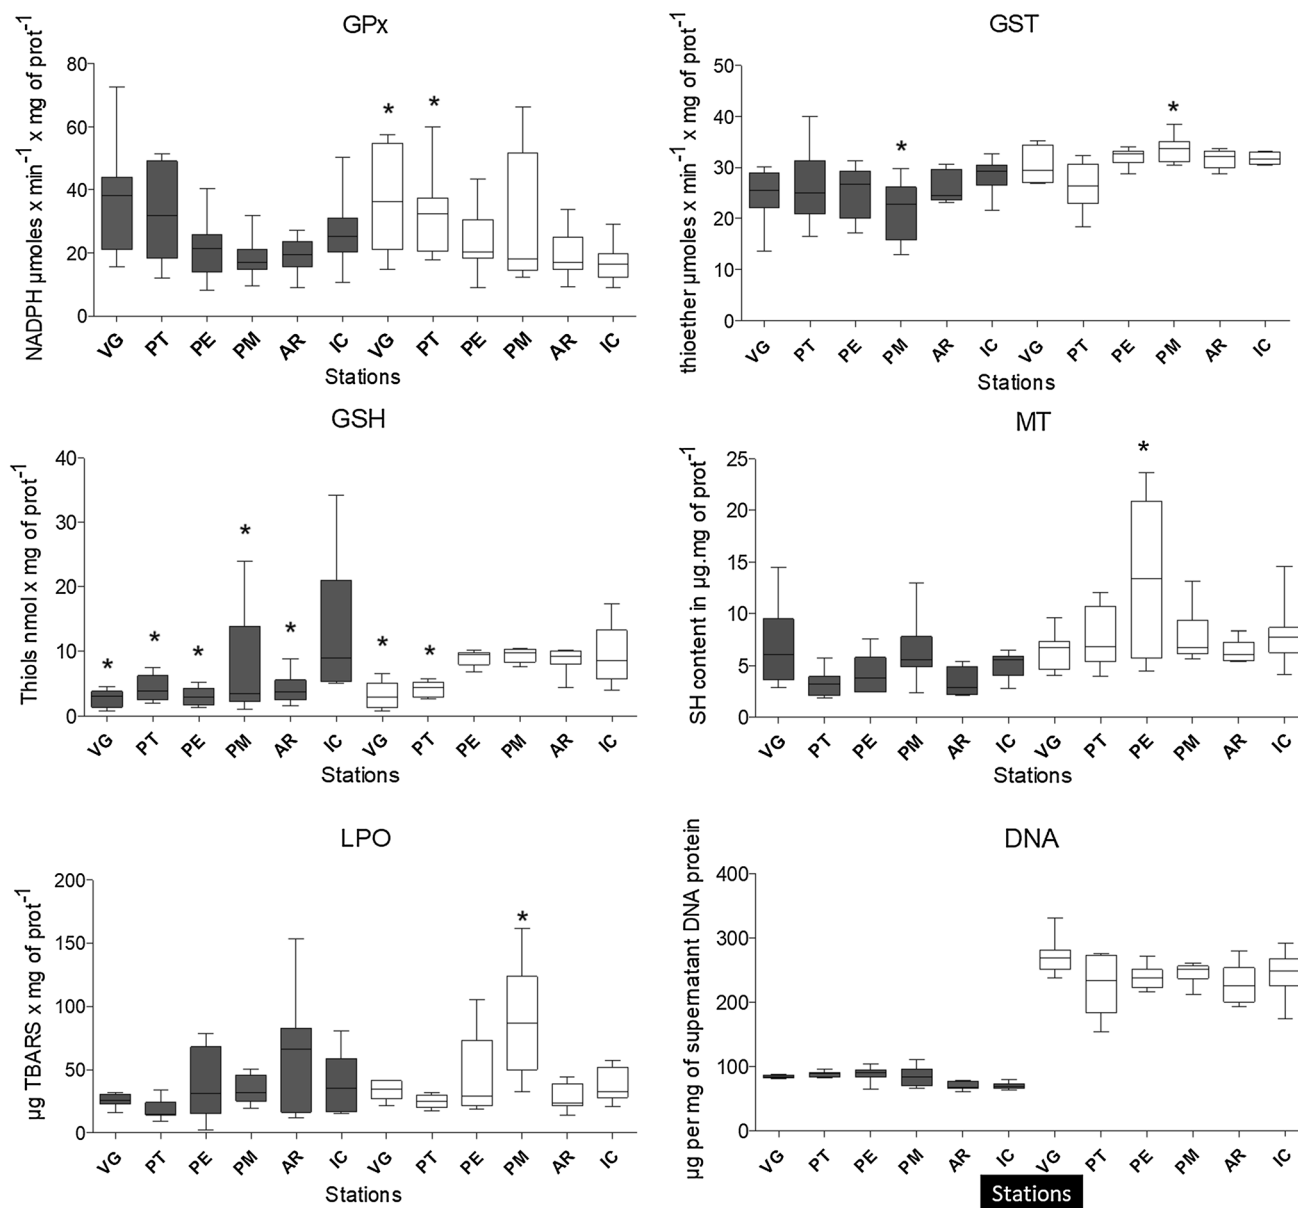 GPx
NADPH µmoles x min⁻¹ x mg of prot⁻¹
80
60
40
20
0
VG PT PE PM AR IC VG PT PE PM AR IC
* *
Stations
GST
thioether µmoles x min⁻¹ x mg of prot⁻¹
50
40
30
20
10
0
* *
VG PT PE PM AR IC VG PT PE PM AR IC
Stations
GSH
Thiols nmol x mg of prot⁻¹
40
30
20
10
0
* * * * * * *
VG PT PE PM AR IC VG PT PE PM AR IC
Stations
MT
SH content in µg.mg of prot⁻¹
25
20
15
10
5
0
*
VG PT PE PM AR IC VG PT PE PM AR IC
Stations
LPO
µg TBARS x mg of prot⁻¹
200
150
100
50
0
*
VG PT PE PM AR IC VG PT PE PM AR IC
Stations
DNA
µg per mg of supernatant DNA protein
400
300
200
100
0
VG PT PE PM AR IC VG PT PE PM AR IC
Stations